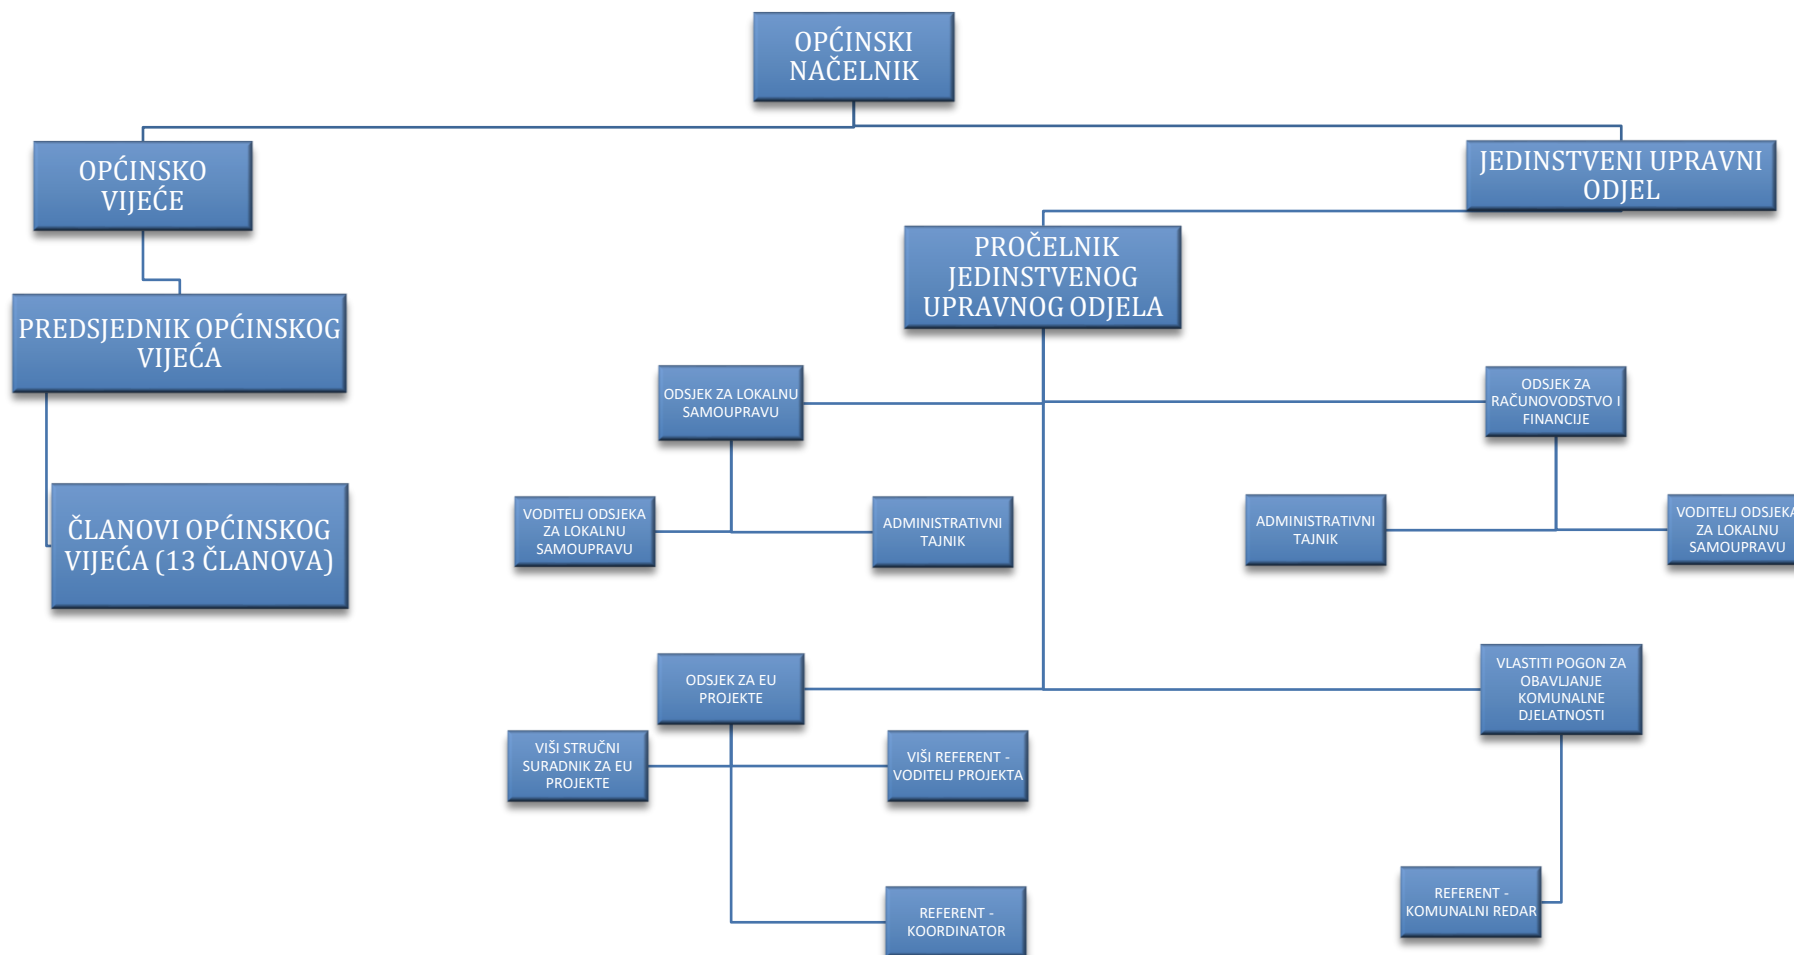 OPĆINSKI
NAČELNIK
OPĆINSKO
VIJEĆE
JEDINSTVENI UPRAVNI
ODJEL
PROČELNIK
JEDINSTVENOG
UPRAVNOG ODJELA
PREDSJEDNIK OPĆINSKOG
VIJEĆA
ODSJEK ZA LOKALNU
SAMOUPRAVU
ODSJEK ZA
RAČUNOVODSTVO I
FINANCIJE
ČLANOVI OPĆINSKOG
VIJEĆA (13 ČLANOVA)
VODITELJ ODSJEKA
ZA LOKALNU
SAMOUPRAVU
ADMINISTRATIVNI
TAJNIK
ADMINISTRATIVNI
TAJNIK
VODITELJ ODSJEKA
ZA LOKALNU
SAMOUPRAVU
ODSJEK ZA EU
PROJEKTE
VLASTITI POGON ZA
OBAVLJANJE
KOMUNALNE
DJELATNOSTI
VIŠI STRUČNI
SURADNIK ZA EU
PROJEKTE
VIŠI REFERENT -
VODITELJ PROJEKTA
REFERENT -
KOORDINATOR
REFERENT -
KOMUNALNI REDAR